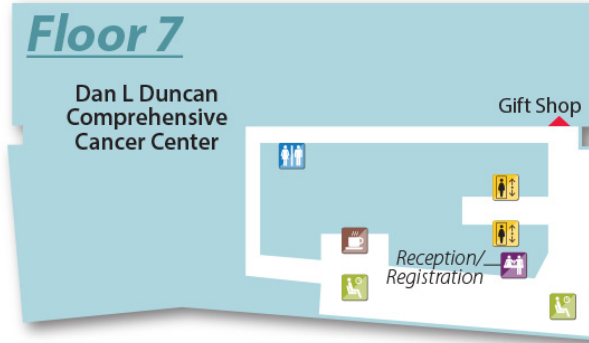 Floor 7
Dan L Duncan
Comprehensive
Cancer Center
Gift Shop
Reception/
Registration